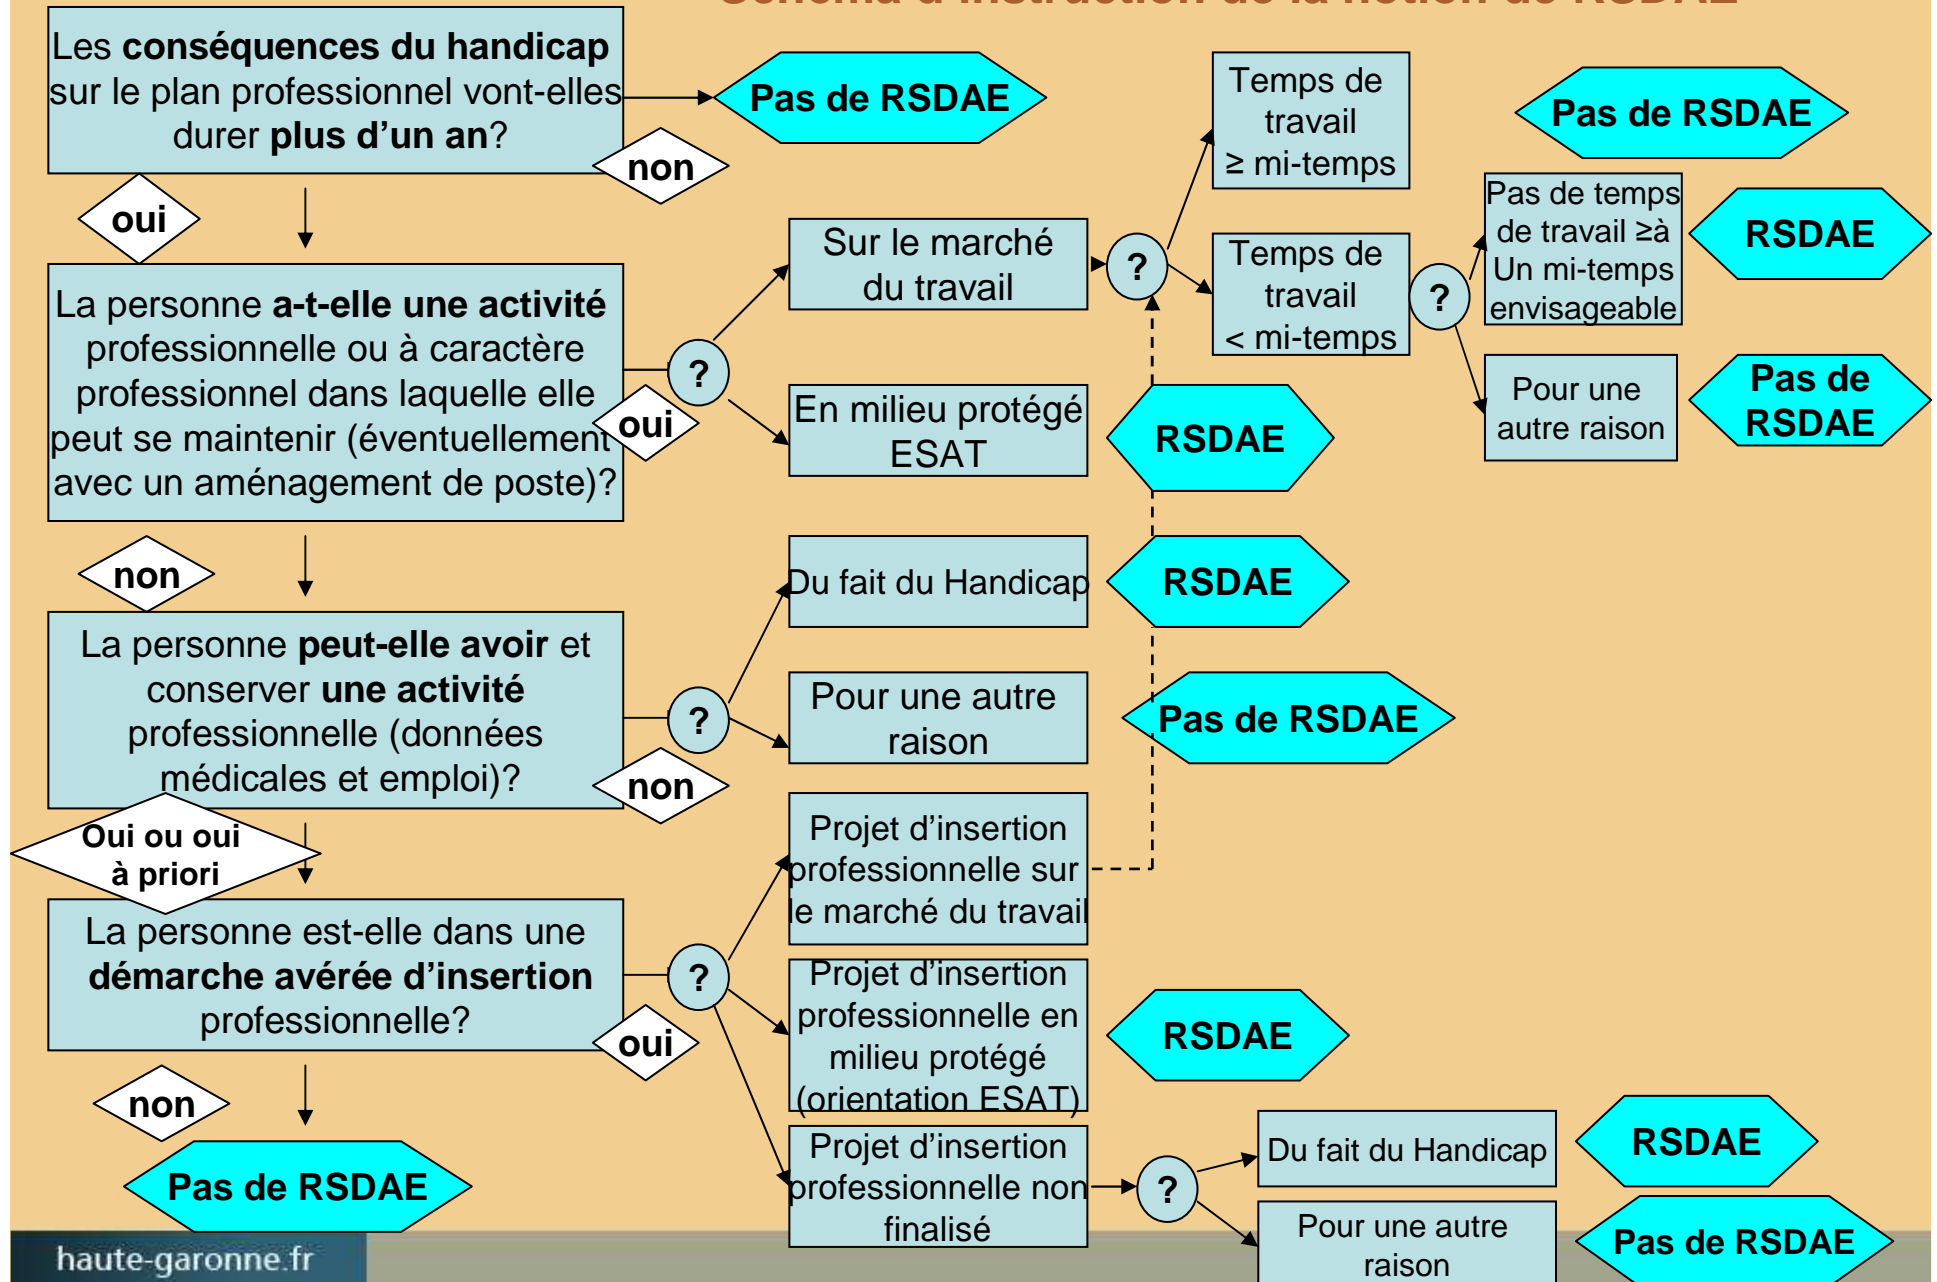 Schéma d'instruction de la notion de RSDAE
Les conséquences du handicap
sur le plan professionnel vont-elles
durer plus d’un an?
non
Pas de RSDAE
oui
La personne a-t-elle une activité
professionnelle ou à caractère
professionnel dans laquelle elle
peut se maintenir (éventuellement
avec un aménagement de poste)?
oui
?
Sur le marché
du travail
?
Temps de
travail
≥ mi-temps
Pas de RSDAE
Temps de
travail
< mi-temps
?
Pas de temps
de travail ≥à
Un mi-temps
envisageable
RSDAE
Pour une
autre raison
Pas de
RSDAE
En milieu protégé
ESAT
RSDAE
non
La personne peut-elle avoir et
conserver une activité
professionnelle (données
médicales et emploi)?
non
?
Du fait du Handicap
RSDAE
Pour une autre
raison
Pas de RSDAE
Oui ou oui
à priori
La personne est-elle dans une
démarche avérée d’insertion
professionnelle?
oui
?
Projet d’insertion
professionnelle sur
le marché du travail
Projet d’insertion
professionnelle en
milieu protégé
(orientation ESAT)
RSDAE
Projet d’insertion
professionnelle non
finalisé
?
Du fait du Handicap
RSDAE
Pour une autre
raison
Pas de RSDAE
non
Pas de RSDAE
haute-garonne.fr